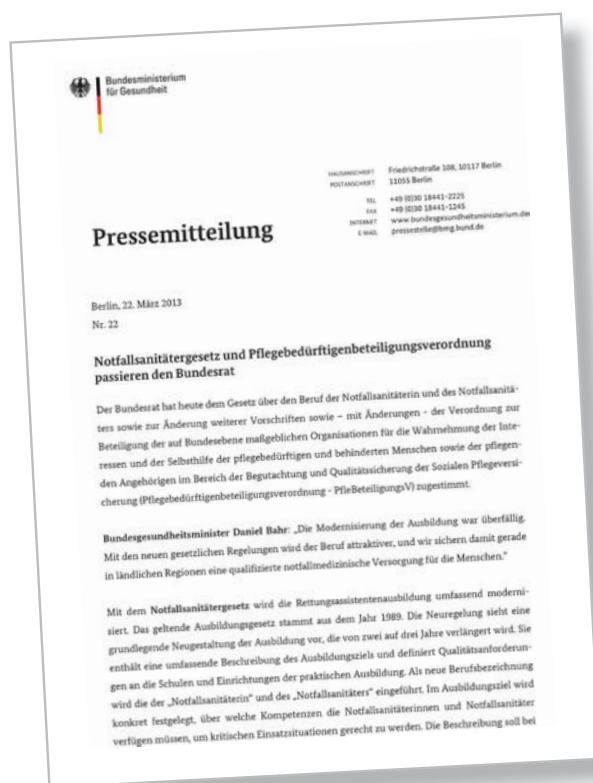 Bundesministerium
für Gesundheit
HAUSANSCHRIFT Friedrichstraße 108, 10117 Berlin
POSTANSCHRIFT 11055 Berlin
TEL +49 (0)30 18441-2225
FAX +49 (0)30 18441-1245
INTERNET www.bundesgesundheitsministerium.de
E-MAIL pressestelle@bmg.bund.de
Pressemitteilung
Berlin, 22. März 2013
Nr. 22
Notfallsanitätergesetz und Pflegebedürftigenbeteiligungsverordnung
passieren den Bundesrat
Der Bundesrat hat heute dem Gesetz über den Beruf der Notfallsanitäterin und des Notfallsanitä-
ters sowie zur Änderung weiterer Vorschriften sowie – mit Änderungen - der Verordnung zur
Beteiligung der auf Bundesebene maßgeblichen Organisationen für die Wahrnehmung der Inte-
ressen und der Selbsthilfe der pflegebedürftigen und behinderten Menschen sowie der pflegen-
den Angehörigen im Bereich der Begutachtung und Qualitätssicherung der Sozialen Pflegeversi-
cherung (Pflegebedürftigenbeteiligungsverordnung - PfleBeteiligungsV) zugestimmt.
Bundesgesundheitsminister Daniel Bahr: „Die Modernisierung der Ausbildung war überfällig.
Mit den neuen gesetzlichen Regelungen wird der Beruf attraktiver, und wir sichern damit gerade
in ländlichen Regionen eine qualifizierte notfallmedizinische Versorgung für die Menschen."
Mit dem Notfallsanitätergesetz wird die Rettungsassistentenausbildung umfassend moderni-
siert. Das geltende Ausbildungsgesetz stammt aus dem Jahr 1989. Die Neuregelung sieht eine
grundlegende Neugestaltung der Ausbildung vor, die von zwei auf drei Jahre verlängert wird. Sie
enthält eine umfassende Beschreibung des Ausbildungsziels und definiert Qualitätsanforderun-
gen an die Schulen und Einrichtungen der praktischen Ausbildung. Als neue Berufsbezeichnung
wird die der „Notfallsanitäterin" und des „Notfallsanitäters" eingeführt. Im Ausbildungsziel wird
konkret festgelegt, über welche Kompetenzen die Notfallsanitäterinnen und Notfallsanitäter
verfügen müssen, um kritischen Einsatzsituationen gerecht zu werden. Die Beschreibung soll bei